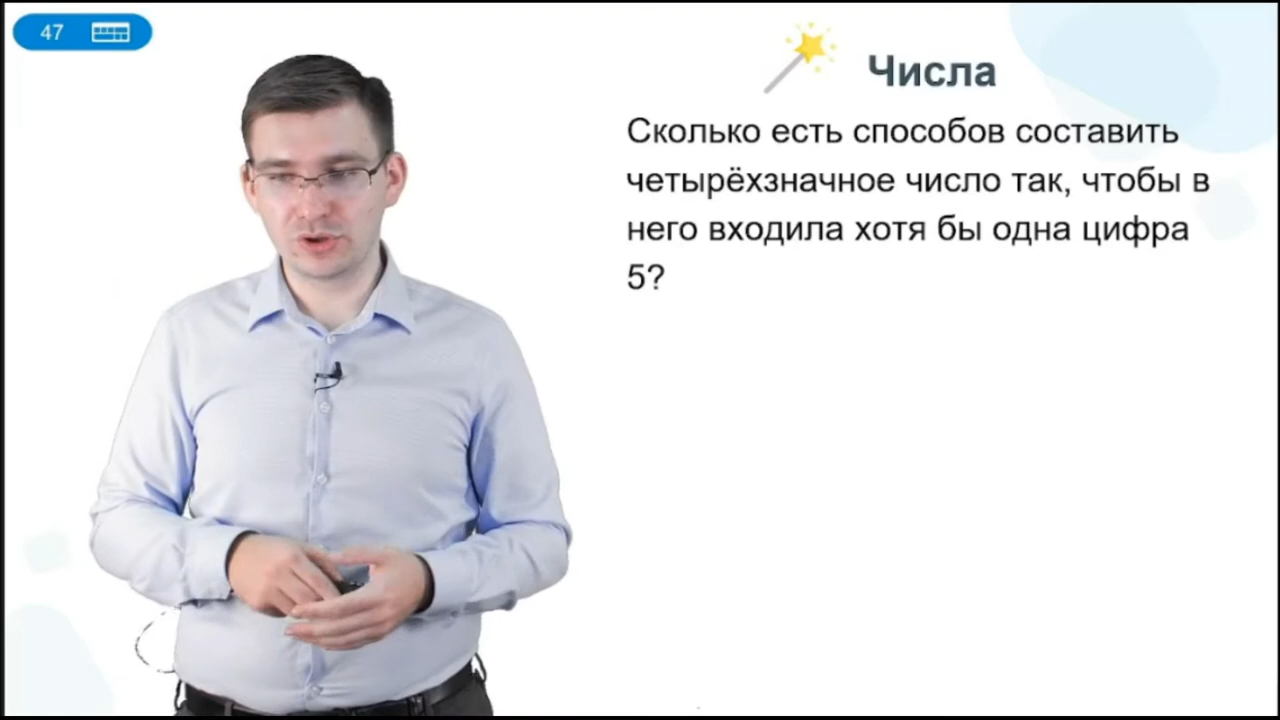 47
Числа
Сколько есть способов составить
четырёхзначное число так, чтобы в
него входила хотя бы одна цифра
5?